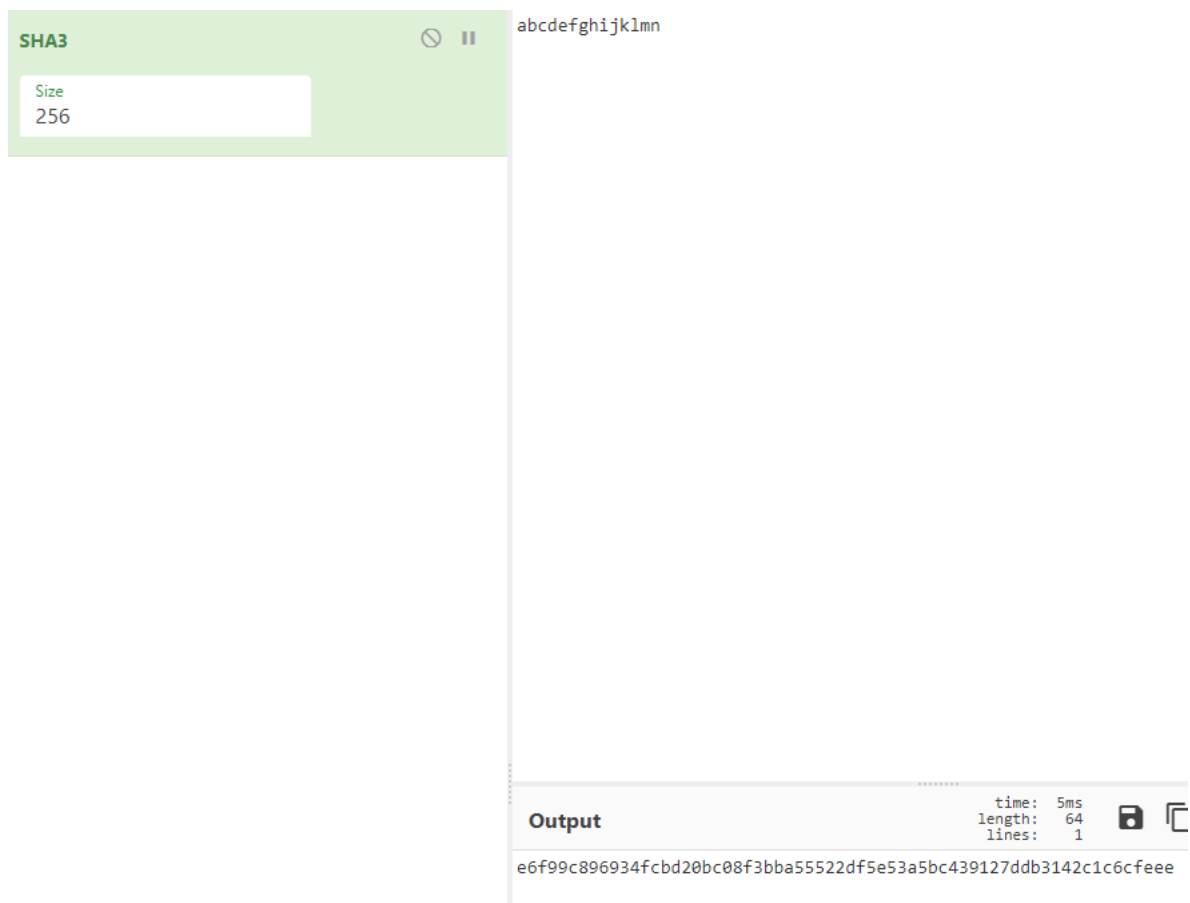 SHA3
Size
256
abcdefghijklmn
Output
time: 5ms
length: 64
lines: 1
e6f99c896934fcbd20bc08f3bba55522df5e53a5bc439127ddb3142c1c6cfeee